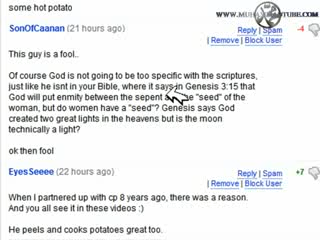 some hot potato
WWW.MUHAMMADTUBE.COM
SonOfCaanan (21 hours ago)
Reply | Spam
-4
| Remove | Block User
This guy is a fool..
Of course God is not going to be too specific with the scriptures,
just like he isnt in your Bible, where it says in Genesis 3:15 that
God will put enmity between the sepent a e "seed" of the
woman, but do women have a "seed"? Genesis says God
created two great lights in the heavens but is the moon
technically a light?
ok then fool
EyesSeeee (22 hours ago)
Reply | Spam
+7
| Remove | Block User
When I partnered up with cp 8 years ago, there was a reason.
And you all see it in these videos :)
He peels and cooks potatoes great too.